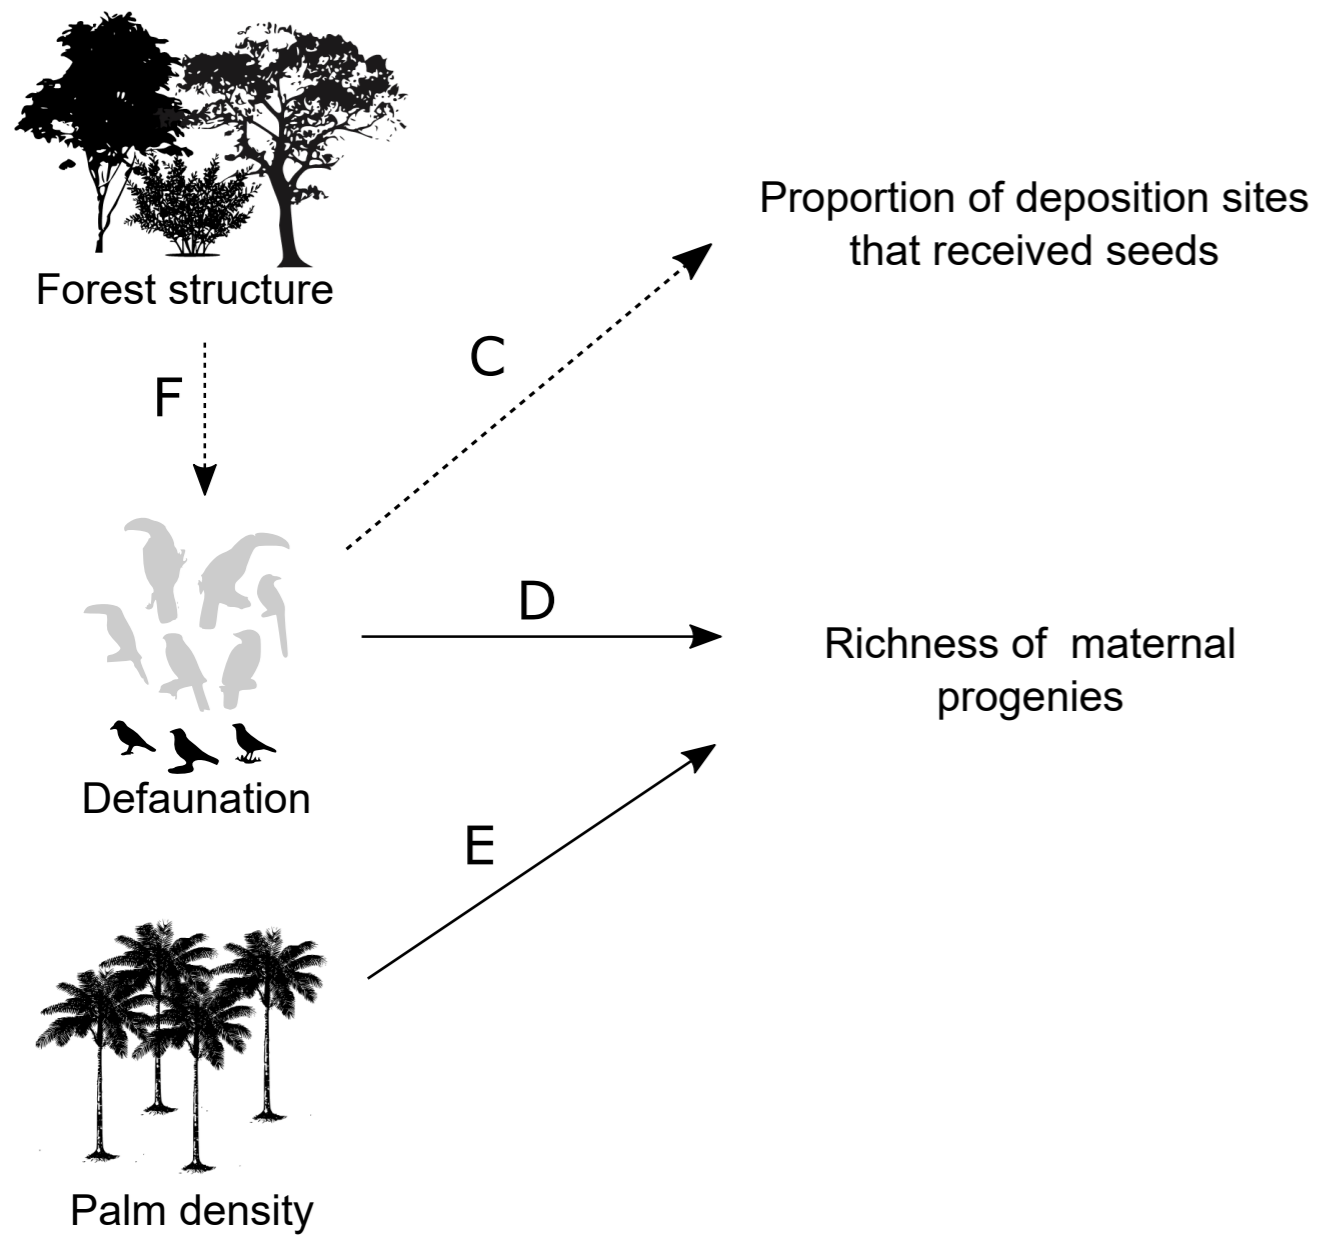 Forest structure
Proportion of deposition sites
that received seeds
C
F
D
Richness of  maternal
progenies
Defaunation
E
Palm density